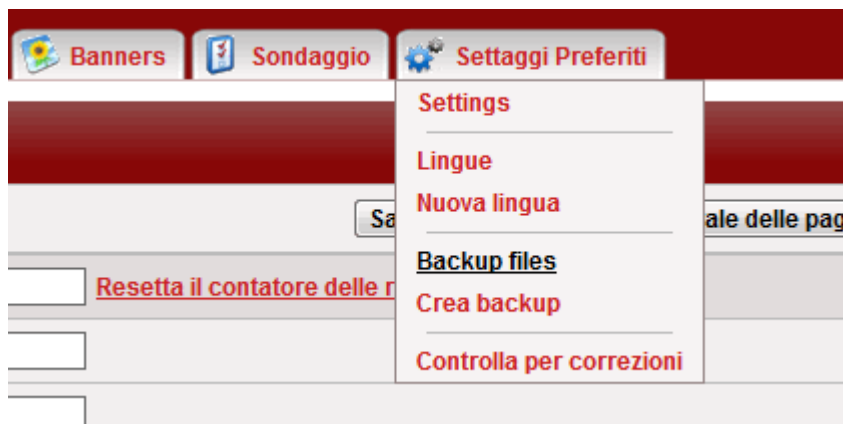 Banners Sondaggio Settaggi Preferiti
Settings
Lingue
Nuova lingua
Backup files
Crea backup
Controlla per correzioni
delle
Resetta il contatore delle